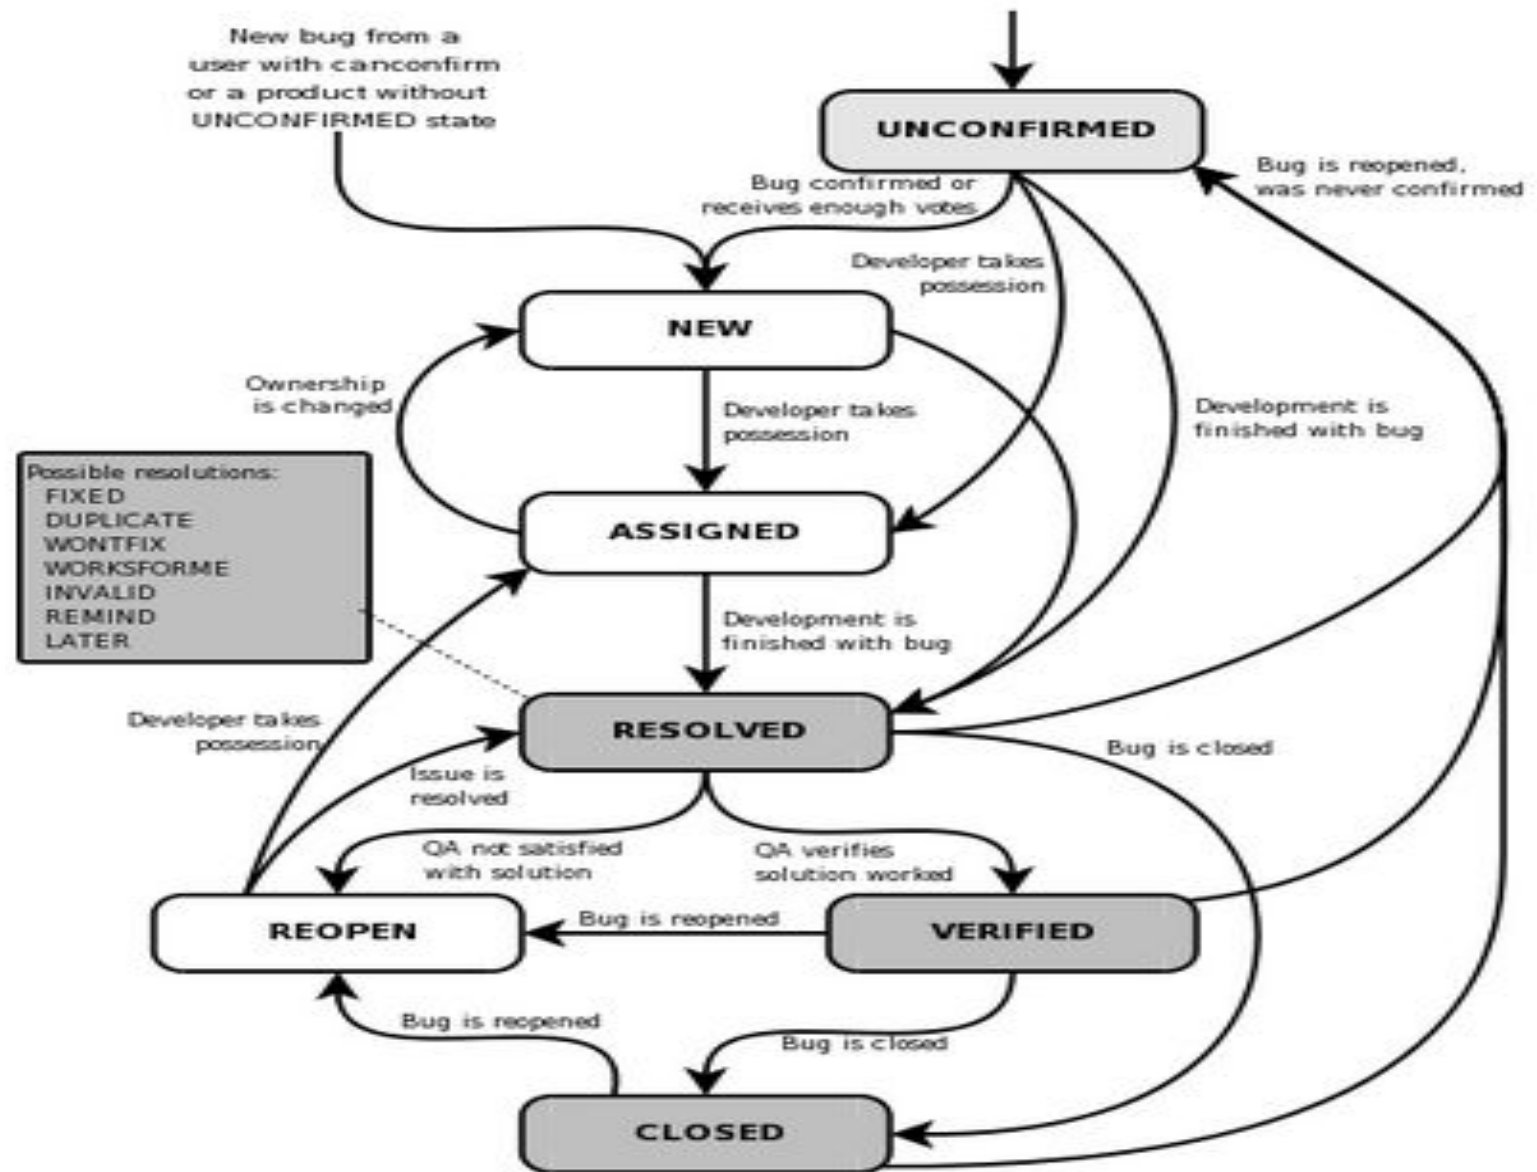 New bug from a
user with canconfirm
or a product without
UNCONFIRMED state
UNCONFIRMED
Bug is reopened,
was never confirmed
Bug confirmed or
receives enough votes
Developer takes
possession
NEW
Ownership
is changed
Developer takes
possession
Development is
finished with bug
Possible resolutions:
FIXED
DUPLICATE
WONTFIX
WORKSFORME
INVALID
REMIND
LATER
ASSIGNED
Development is
finished with bug
Developer takes
possession
RESOLVED
Bug is closed
Issue is
resolved
QA not satisfied
with solution
QA verifies
solution worked
REOPEN
Bug is reopened
VERIFIED
Bug is reopened
Bug is closed
CLOSED